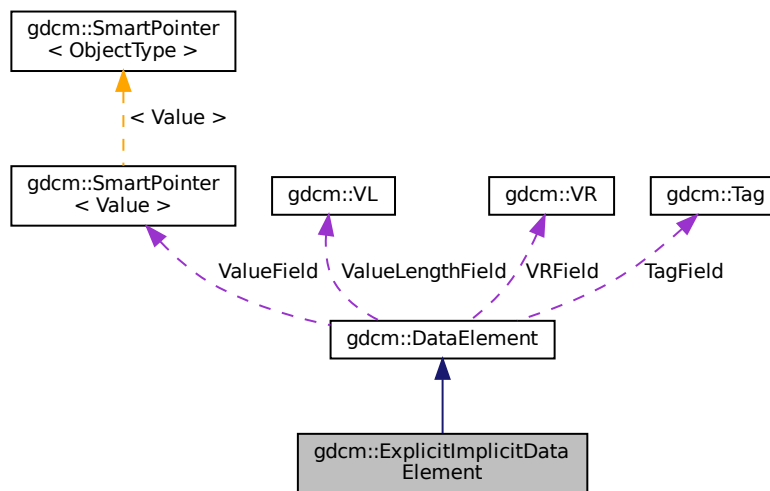 gdcm::SmartPointer
< ObjectType >
< Value >
gdcm::SmartPointer
< Value >
gdcm::VL
gdcm::VR
gdcm::Tag
ValueField
ValueLengthField
VRField
TagField
gdcm::DataElement
gdcm::ExplicitImplicitData
Element